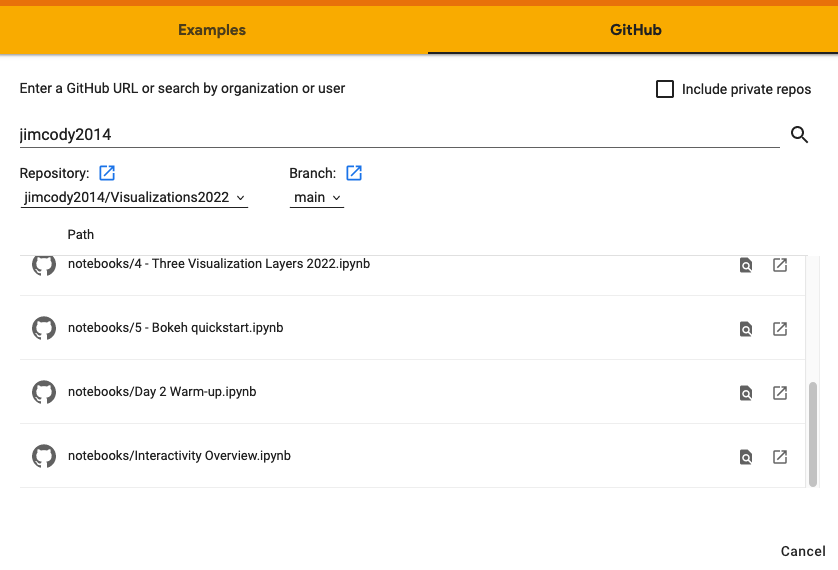 Examples
GitHub
Enter a GitHub URL or search by organization or user
Include private repos
jimcody2014
Repository:
Branch:
jimcody2014/Visualizations2022
main
Path
notebooks/4 - Three Visualization Layers 2022.ipynb
notebooks/5 - Bokeh quickstart.ipynb
notebooks/Day 2 Warm-up.ipynb
notebooks/Interactivity Overview.ipynb
Cancel